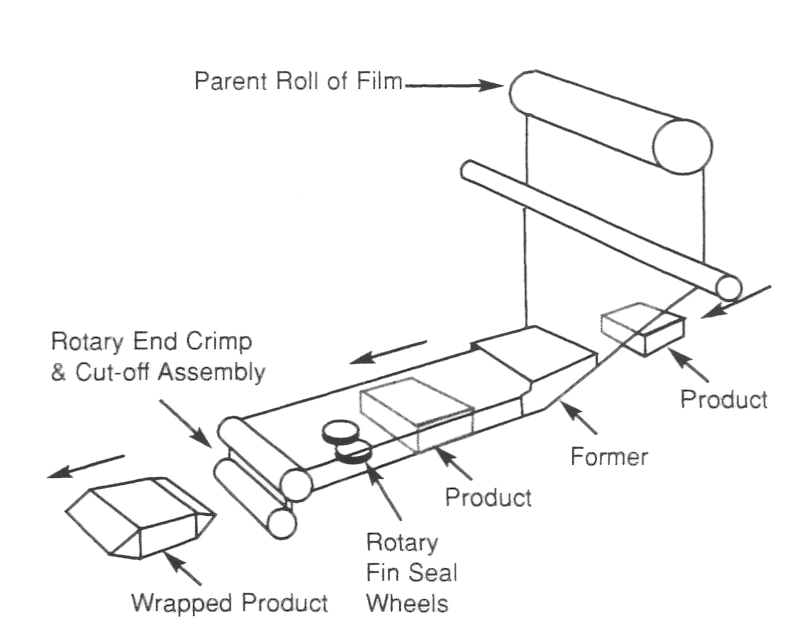 Parent Roll of Film
Rotary End Crimp
& Cut-off Assembly
Product
Former
Product
Rotary
Fin Seal
Wheels
Wrapped Product